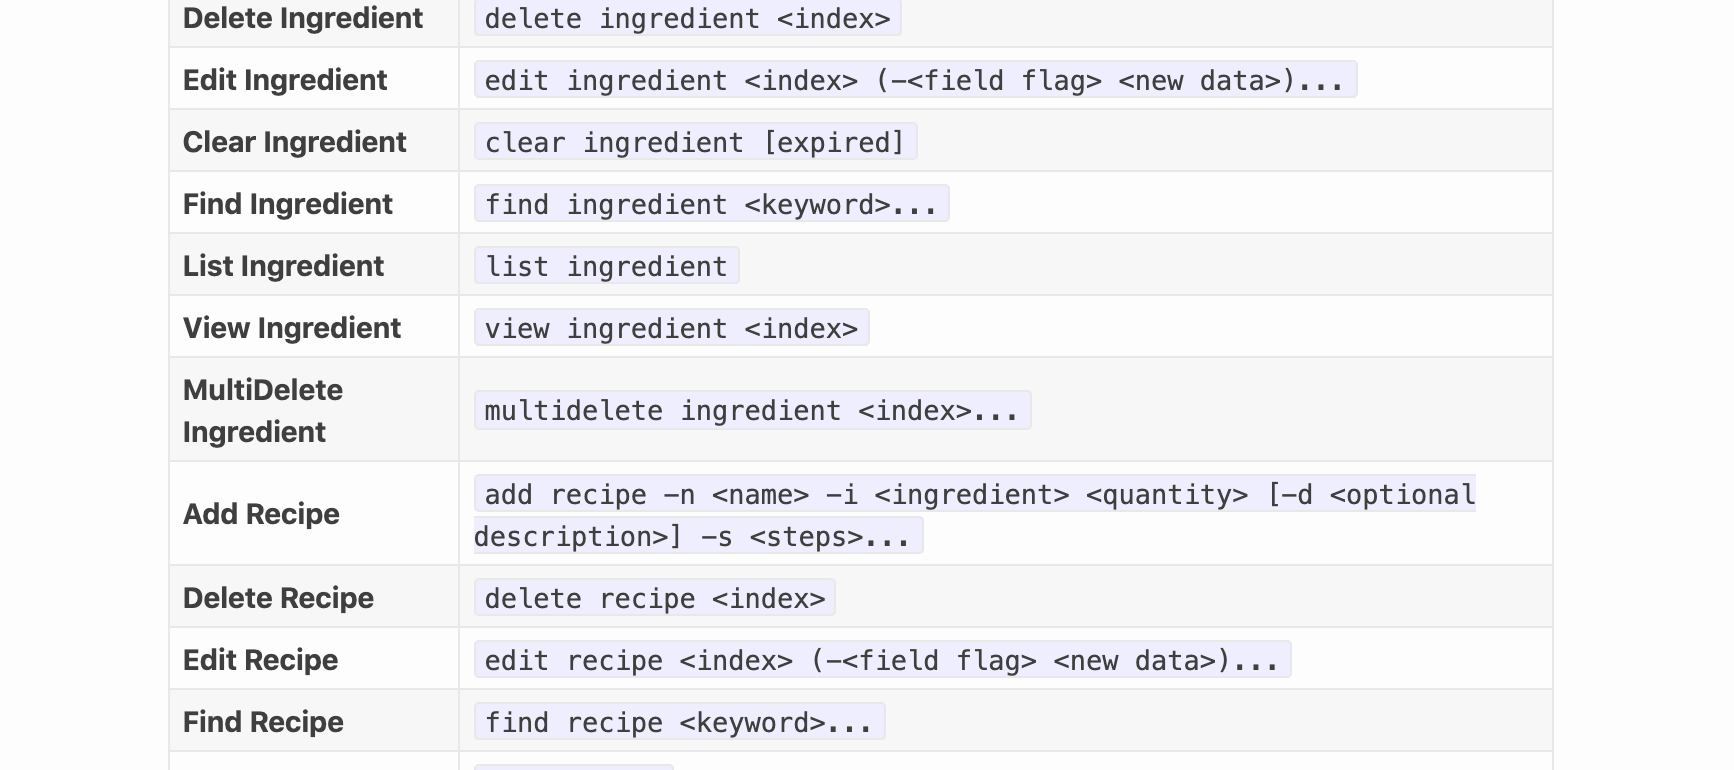 Delete Ingredient delete ingredient <index>
Edit Ingredient edit ingredient <index> (-<field flag> <new data>)...
Clear Ingredient clear ingredient [expired]
Find Ingredient find ingredient <keyword>...
List Ingredient list ingredient
View Ingredient view ingredient <index>
MultiDelete
Ingredient
multidelete ingredient <index>...
Add Recipe
add recipe -n <name> -i <ingredient> <quantity> [-d <optional
description>] -s <steps>...
Delete Recipe delete recipe <index>
Edit Recipe edit recipe <index> (-<field flag> <new data>)...
Find Recipe find recipe <keyword>...